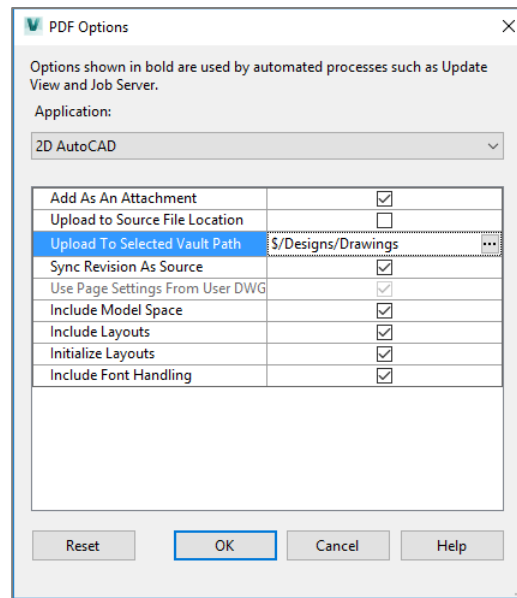 PDF Options
Options shown in bold are used by automated processes such as Update
View and Job Server.
Application:
2D AutoCAD
Add As An Attachment
Upload to Source File Location
Upload To Selected Vault Path $/Designs/Drawings ...
Sync Revision As Source
Use Page Settings From User DWG
Include Model Space
Include Layouts
Initialize Layouts
Include Font Handling
Reset OK Cancel Help